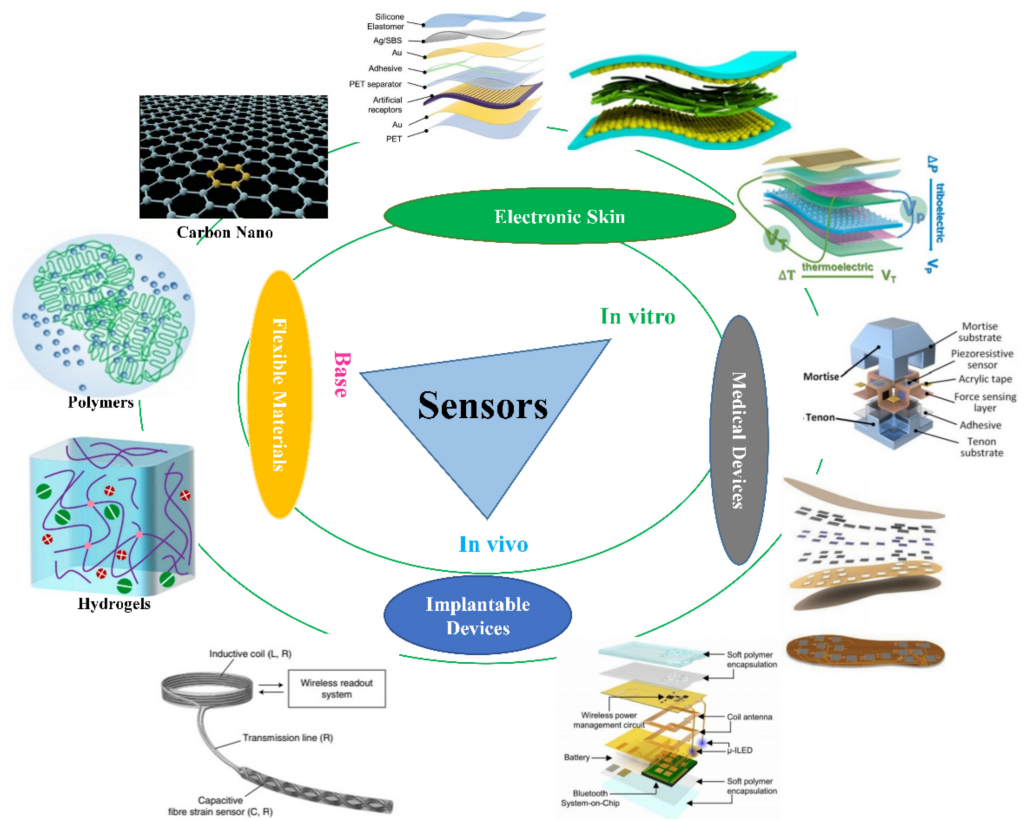 Silicone
Elastomer
Ag/SBS
Au
Adhesive
PET separator
Artificial
receptors
Au
PET
Carbon Nano
Electronic Skin
ΔP
triboelectric
V_P
V_P
V_T
thermoelectric
ΔT
V_T
Polymers
Flexible Materials
Base
In vitro
Sensors
Medical Devices
Mortise
substrate
Piezoresistive
sensor
Mortise
Acrylic tape
Force sensing
layer
Tenon
Adhesive
Tenon
substrate
In vivo
Hydrogels
Implantable
Devices
Inductive coil (L, R)
Wireless readout
system
Transmission line (R)
Capacitive
fibre strain sensor (C, R)
Soft polymer
encapsulation
Wireless power
management circuit
Coil antenna
μ-ILED
Battery
Soft polymer
encapsulation
Bluetooth
System-on-Chip